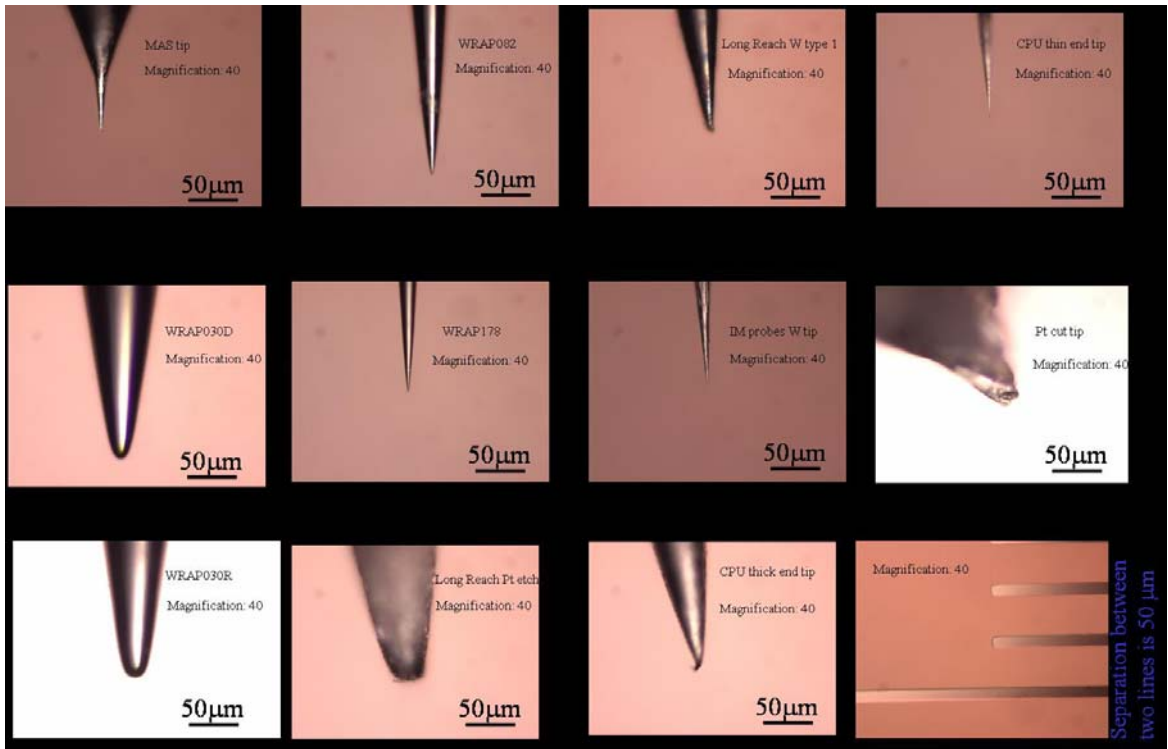 MAS tip
Magnification: 40
50μm
WRAP082
Magnification: 40
50μm
Long Reach W type 1
Magnification: 40
50μm
CPU thin end tip
Magnification: 40
50μm
WRAP030D
Magnification: 40
50μm
WRAP178
Magnification: 40
50μm
IM probes W tip
Magnification: 40
50μm
Pt cut tip
Magnification: 40
50μm
WRAP030R
Magnification: 40
50μm
Long Reach Pt etch
Magnification: 40
50μm
CPU thick end tip
Magnification: 40
50μm
Magnification: 40
Separation between
two lines is 50 μm